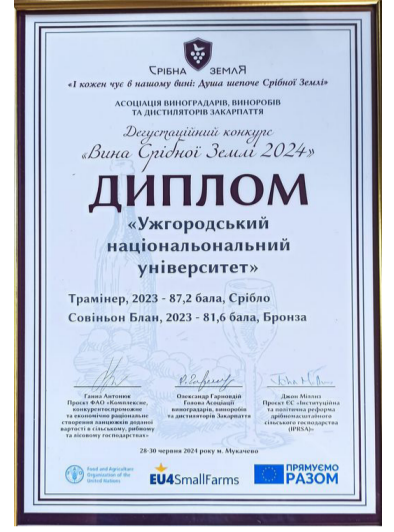 СРІБНА ЗЕМЛЯ
«І кожен чує в нашому вині: Душа шепоче Срібної Землі»
АСОЦІАЦІЯ ВИНОГРАДАРІВ, ВИНОРОБІВ
ТА ДИСТИЛЯТОРІВ ЗАКАРПАТТЯ
Дегустаційний конкурс
«Вина Срібної Землі 2024»
ДИПЛОМ
«Ужгородський
національональний
університет»
Трамінер, 2023 - 87,2 бала, Срібло
Совіньон Блан, 2023 - 81,6 бала, Бронза
Ганна Антонюк
Проєкт ФАО «Комплексне,
конкурентоспроможне
та економічно раціональне
створення ланцюжків доданої
вартості в сільському, рибному
та лісовому господарствах»
Олександр Гарновдій
Голова Асоціації
виноградарів, виноробів
та дистиляторів Закарпаття
Джон Міллнз
Проєкт ЄС «Інституційна
та політична реформа
дрібномасштабного
сільського господарства
(IPRSA)»
28-30 червня 2024 року м. Мукачево
Food and Agriculture
Organization of the
United Nations
EU4SmallFarms
ПРЯМУЄМО
РАЗОМ